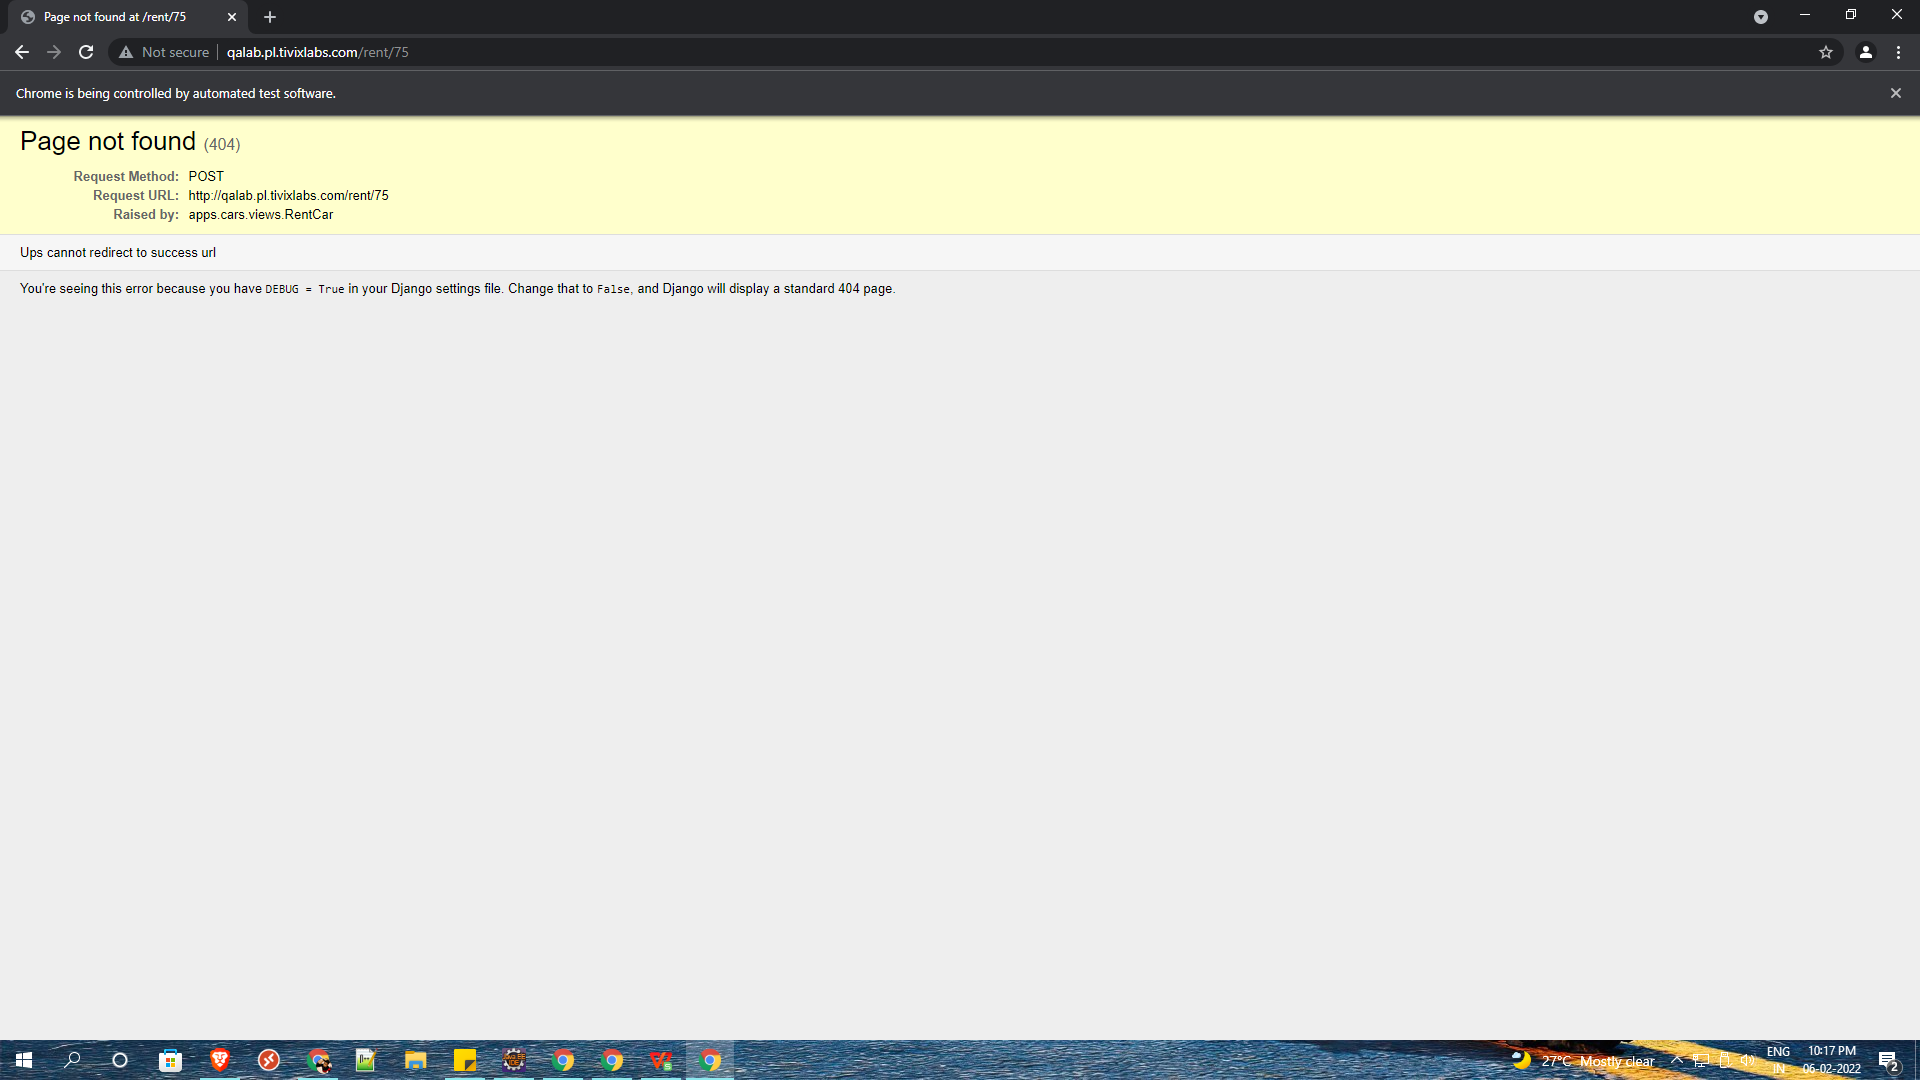 Page not found at /rent/75
Not secure
qalab.pl.tivixlabs.com/rent/75
Chrome is being controlled by automated test software.
Page not found (404)
Request Method: POST
Request URL: http://qalab.pl.tivixlabs.com/rent/75
Raised by: apps.cars.views.RentCar
Ups cannot redirect to success url
You're seeing this error because you have DEBUG = True in your Django settings file. Change that to False, and Django will display a standard 404 page.
27°C Mostly clear
ENG
IN
10:17 PM
06-02-2022
2